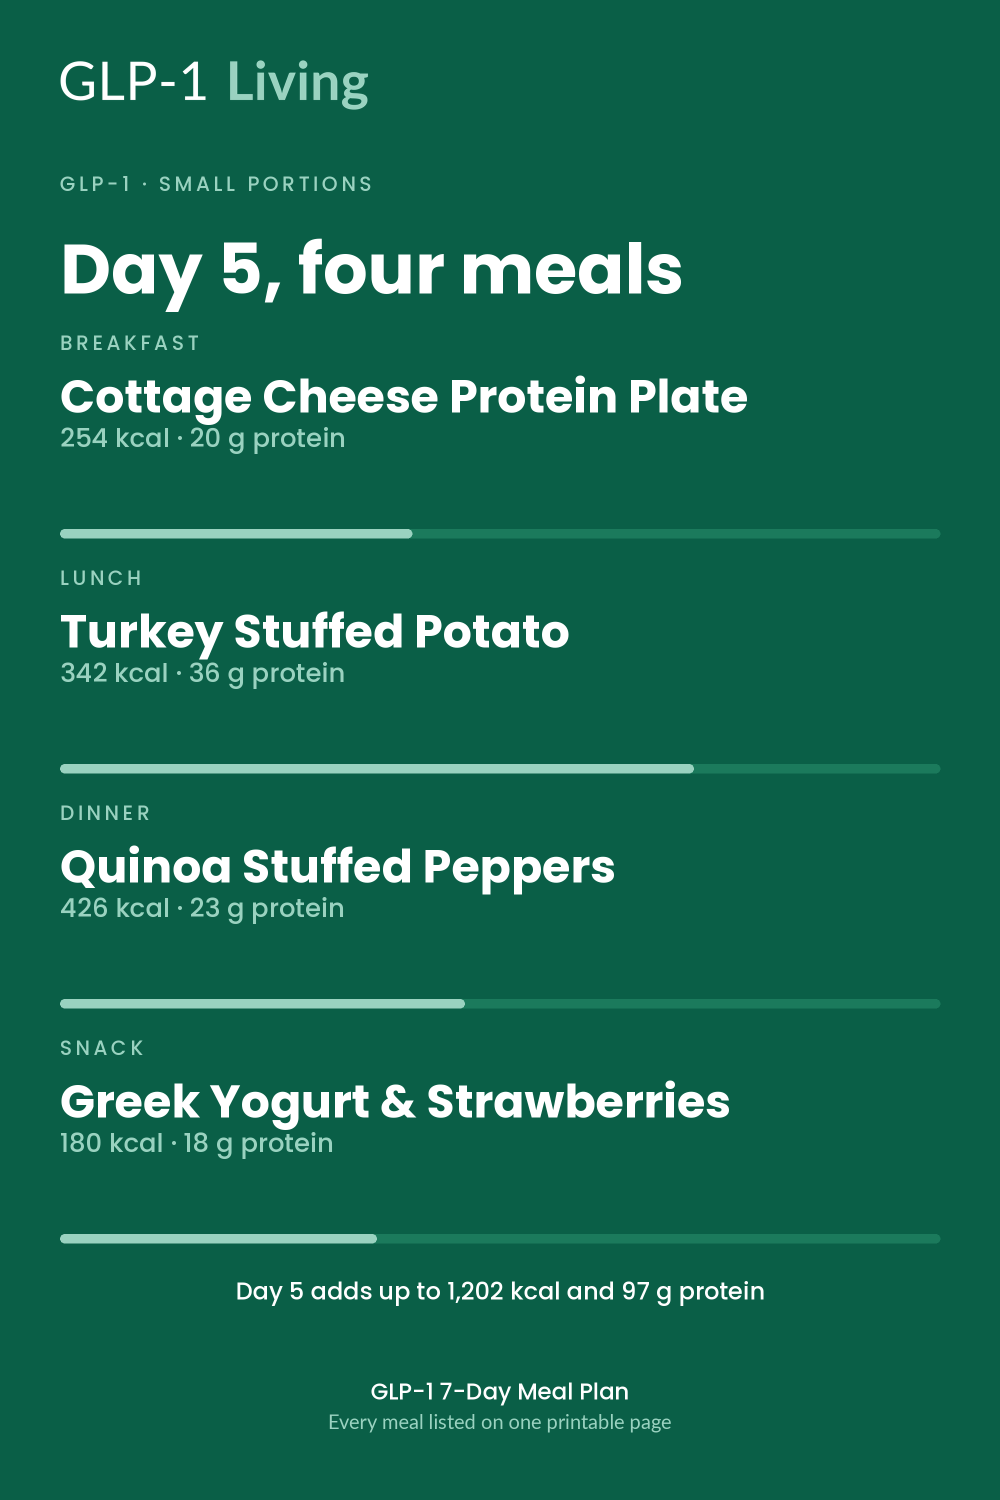 GLP-1 Living
GLP-1 · SMALL PORTIONS
Day 5, four meals
BREAKFAST
Cottage Cheese Protein Plate
254 kcal · 20 g protein
LUNCH
Turkey Stuffed Potato
342 kcal · 36 g protein
DINNER
Quinoa Stuffed Peppers
426 kcal · 23 g protein
SNACK
Greek Yogurt & Strawberries
180 kcal · 18 g protein
Day 5 adds up to 1,202 kcal and 97 g protein
GLP-1 7-Day Meal Plan
Every meal listed on one printable page